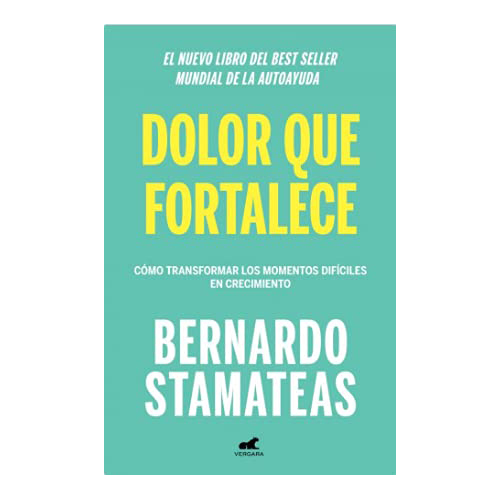 EL NUEVO LIBRO DEL BEST SELLER
MUNDIAL DE LA AUTOAYUDA
DOLOR QUE
FORTALECE
CÓMO TRANSFORMAR LOS MOMENTOS DIFÍCILES
EN CRECIMIENTO
BERNARDO
STAMATEAS
VERGARA